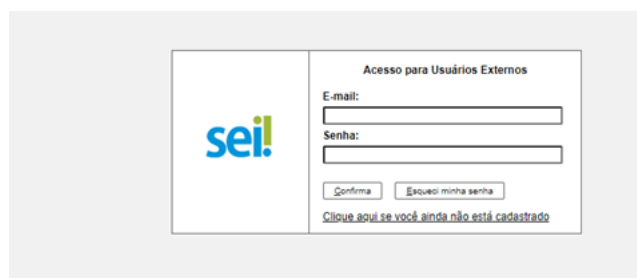 sei!
Acesso para Usuários Externos
E-mail:
Senha:
Confirma Esqueci minha senha
Clique aqui se você ainda não está cadastrado